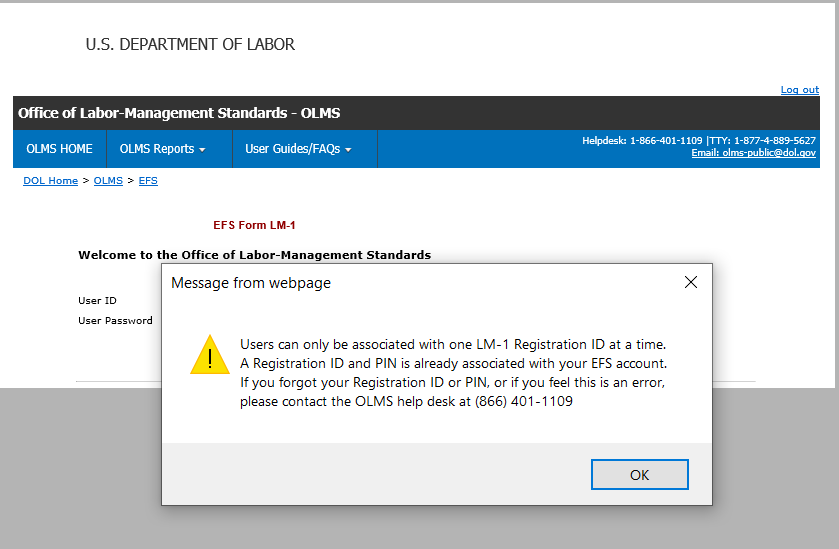 U.S. DEPARTMENT OF LABOR
Log out
Office of Labor-Management Standards - OLMS
OLMS HOME
OLMS Reports
User Guides/FAQs
Helpdesk: 1-866-401-1109 |TTY: 1-877-4-889-5627
Email: olms-public@dol.gov
DOL Home > OLMS > EFS
EFS Form LM-1
Welcome to the Office of Labor-Management Standards
User ID
User Password
Message from webpage
Users can only be associated with one LM-1 Registration ID at a time.
A Registration ID and PIN is already associated with your EFS account.
If you forgot your Registration ID or PIN, or if you feel this is an error,
please contact the OLMS help desk at (866) 401-1109
OK